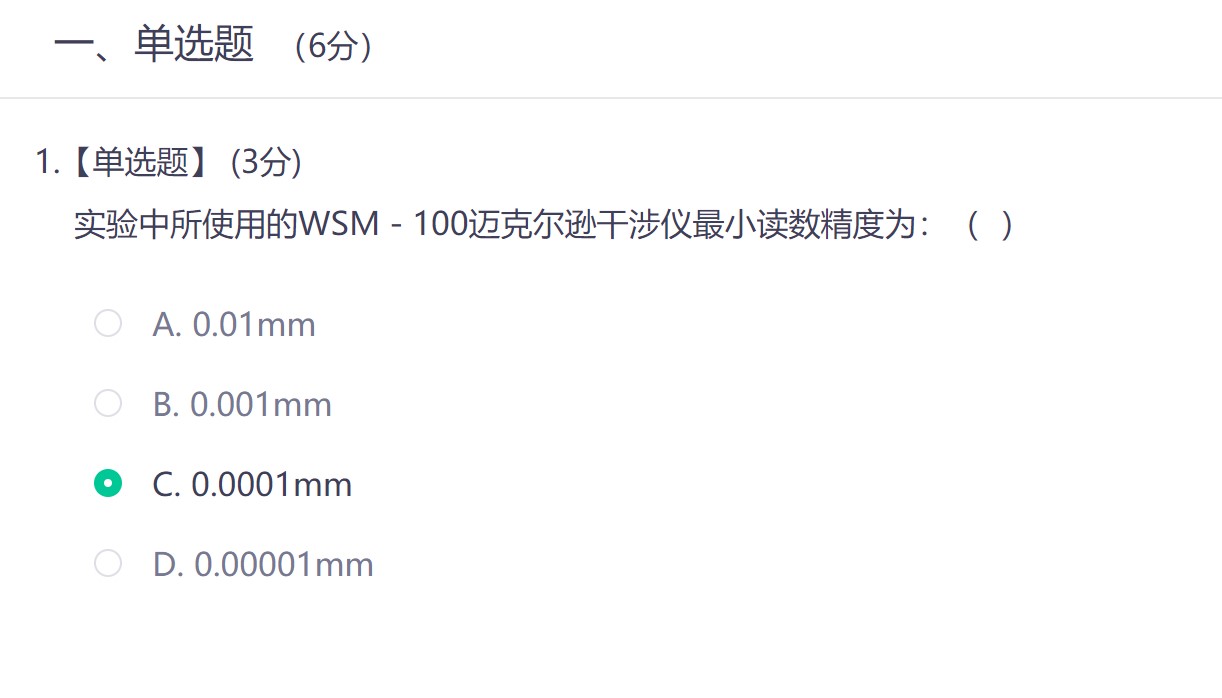 一、单选题 （6分）
1.【单选题】 (3分)
实验中所使用的WSM - 100迈克尔逊干涉仪最小读数精度为： （ ）
A. 0.01mm
B. 0.001mm
C. 0.0001mm
D. 0.00001mm